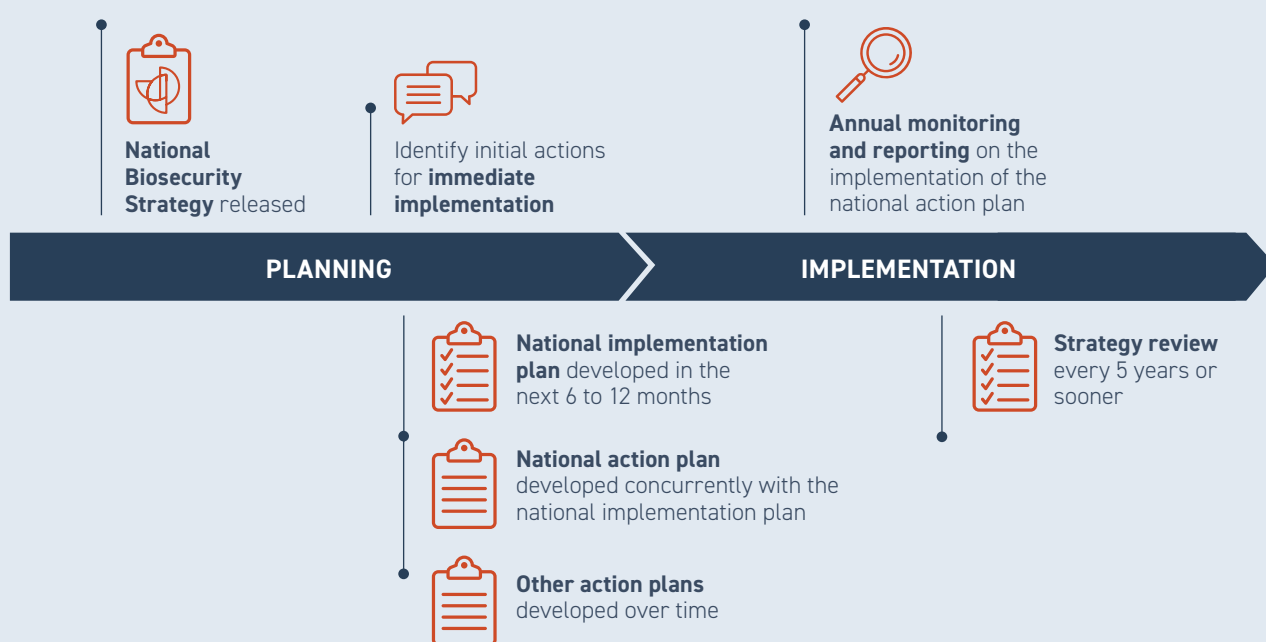 National
Biosecurity
Strategy released
Identify initial actions
for immediate
implementation
Annual monitoring
and reporting on the
implementation of the
national action plan
PLANNING
IMPLEMENTATION
National implementation
plan developed in the
next 6 to 12 months
National action plan
developed concurrently with the
national implementation plan
Other action plans
developed over time
Strategy review
every 5 years or
sooner